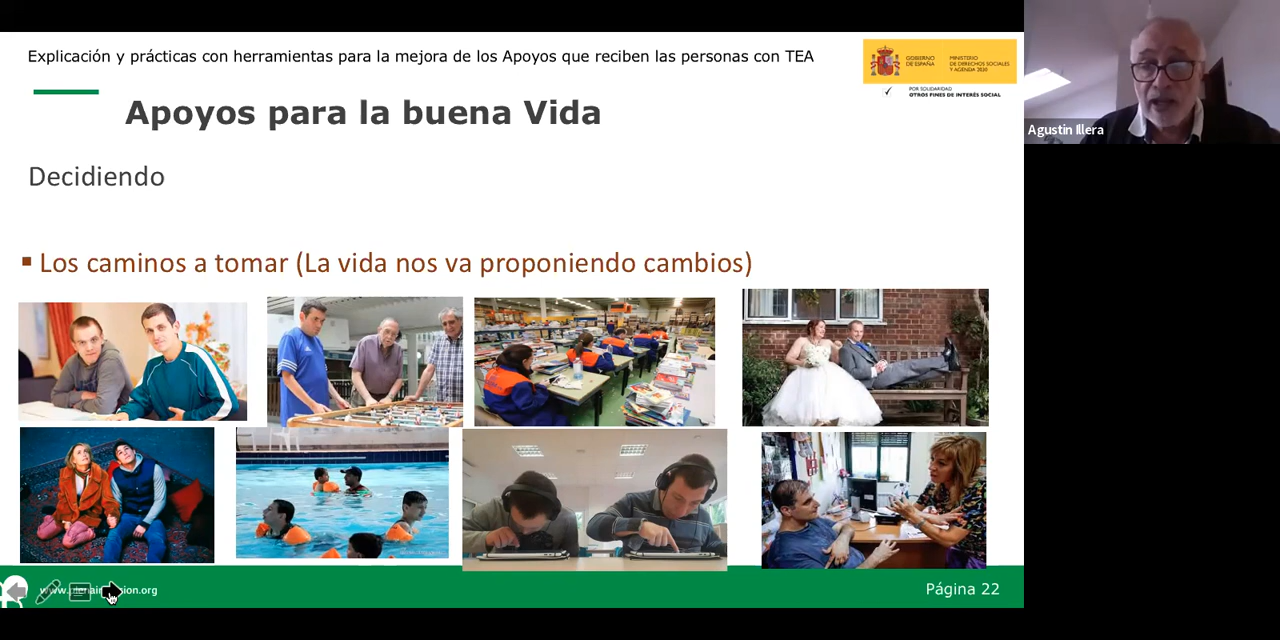 Explicación y prácticas con herramientas para la mejora de los Apoyos que reciben las personas con TEA
GOBIERNO DE ESPAÑA
MINISTERIO DE DERECHOS SOCIALES Y AGENDA 2030
POR SOLIDARIDAD
OTROS FINES DE INTERÉS SOCIAL
Agustín Illera
Apoyos para la buena Vida
Decidiendo
Los caminos a tomar (La vida nos va proponiendo cambios)
Página 22